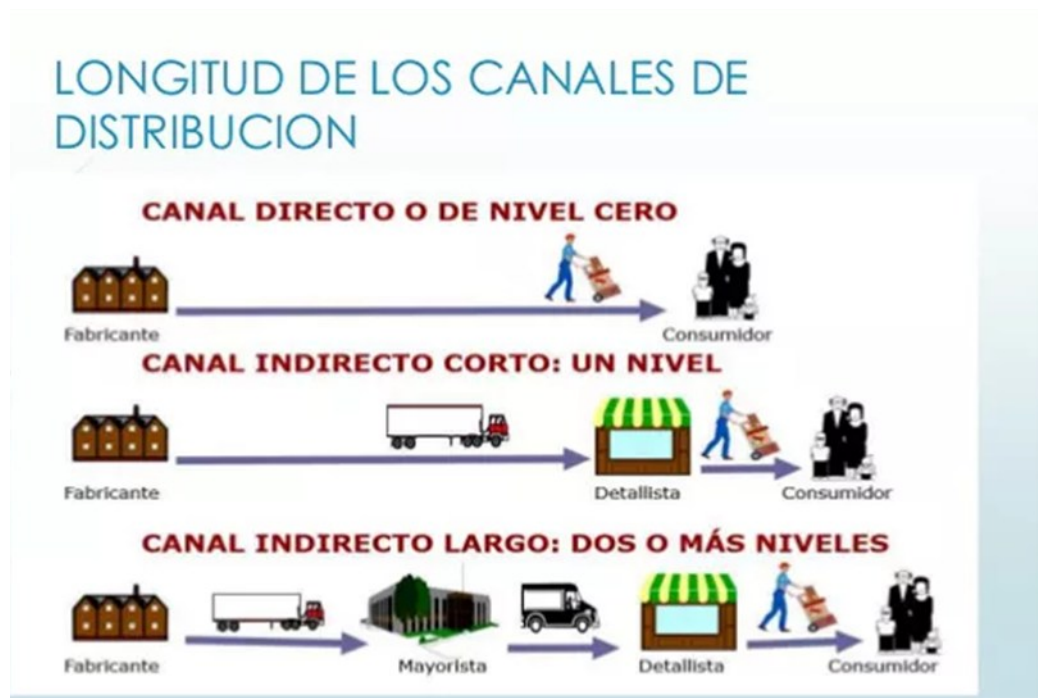 LONGITUD DE LOS CANALES DE
DISTRIBUCION
CANAL DIRECTO O DE NIVEL CERO
Fabricante
Consumidor
CANAL INDIRECTO CORTO: UN NIVEL
Fabricante
Detallista
Consumidor
CANAL INDIRECTO LARGO: DOS O MÁS NIVELES
Fabricante
Mayorista
Detallista
Consumidor